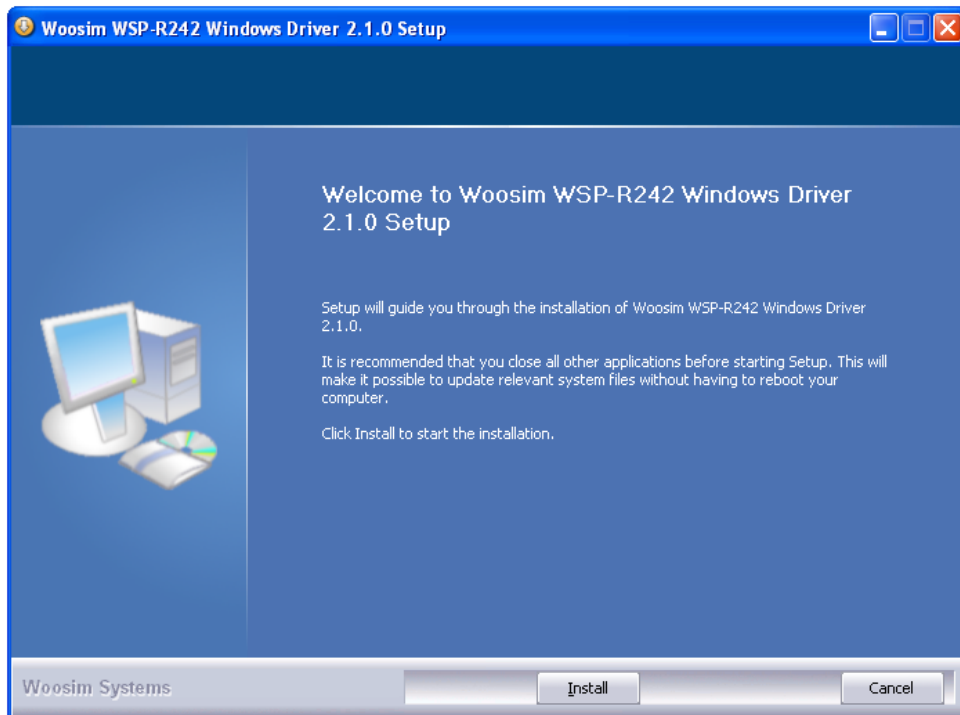 Woosim WSP-R242 Windows Driver 2.1.0 Setup
Welcome to Woosim WSP-R242 Windows Driver
2.1.0 Setup
Setup will guide you through the installation of Woosim WSP-R242 Windows Driver
2.1.0.
It is recommended that you close all other applications before starting Setup. This will
make it possible to update relevant system files without having to reboot your
computer.
Click Install to start the installation.
Woosim Systems
Install
Cancel